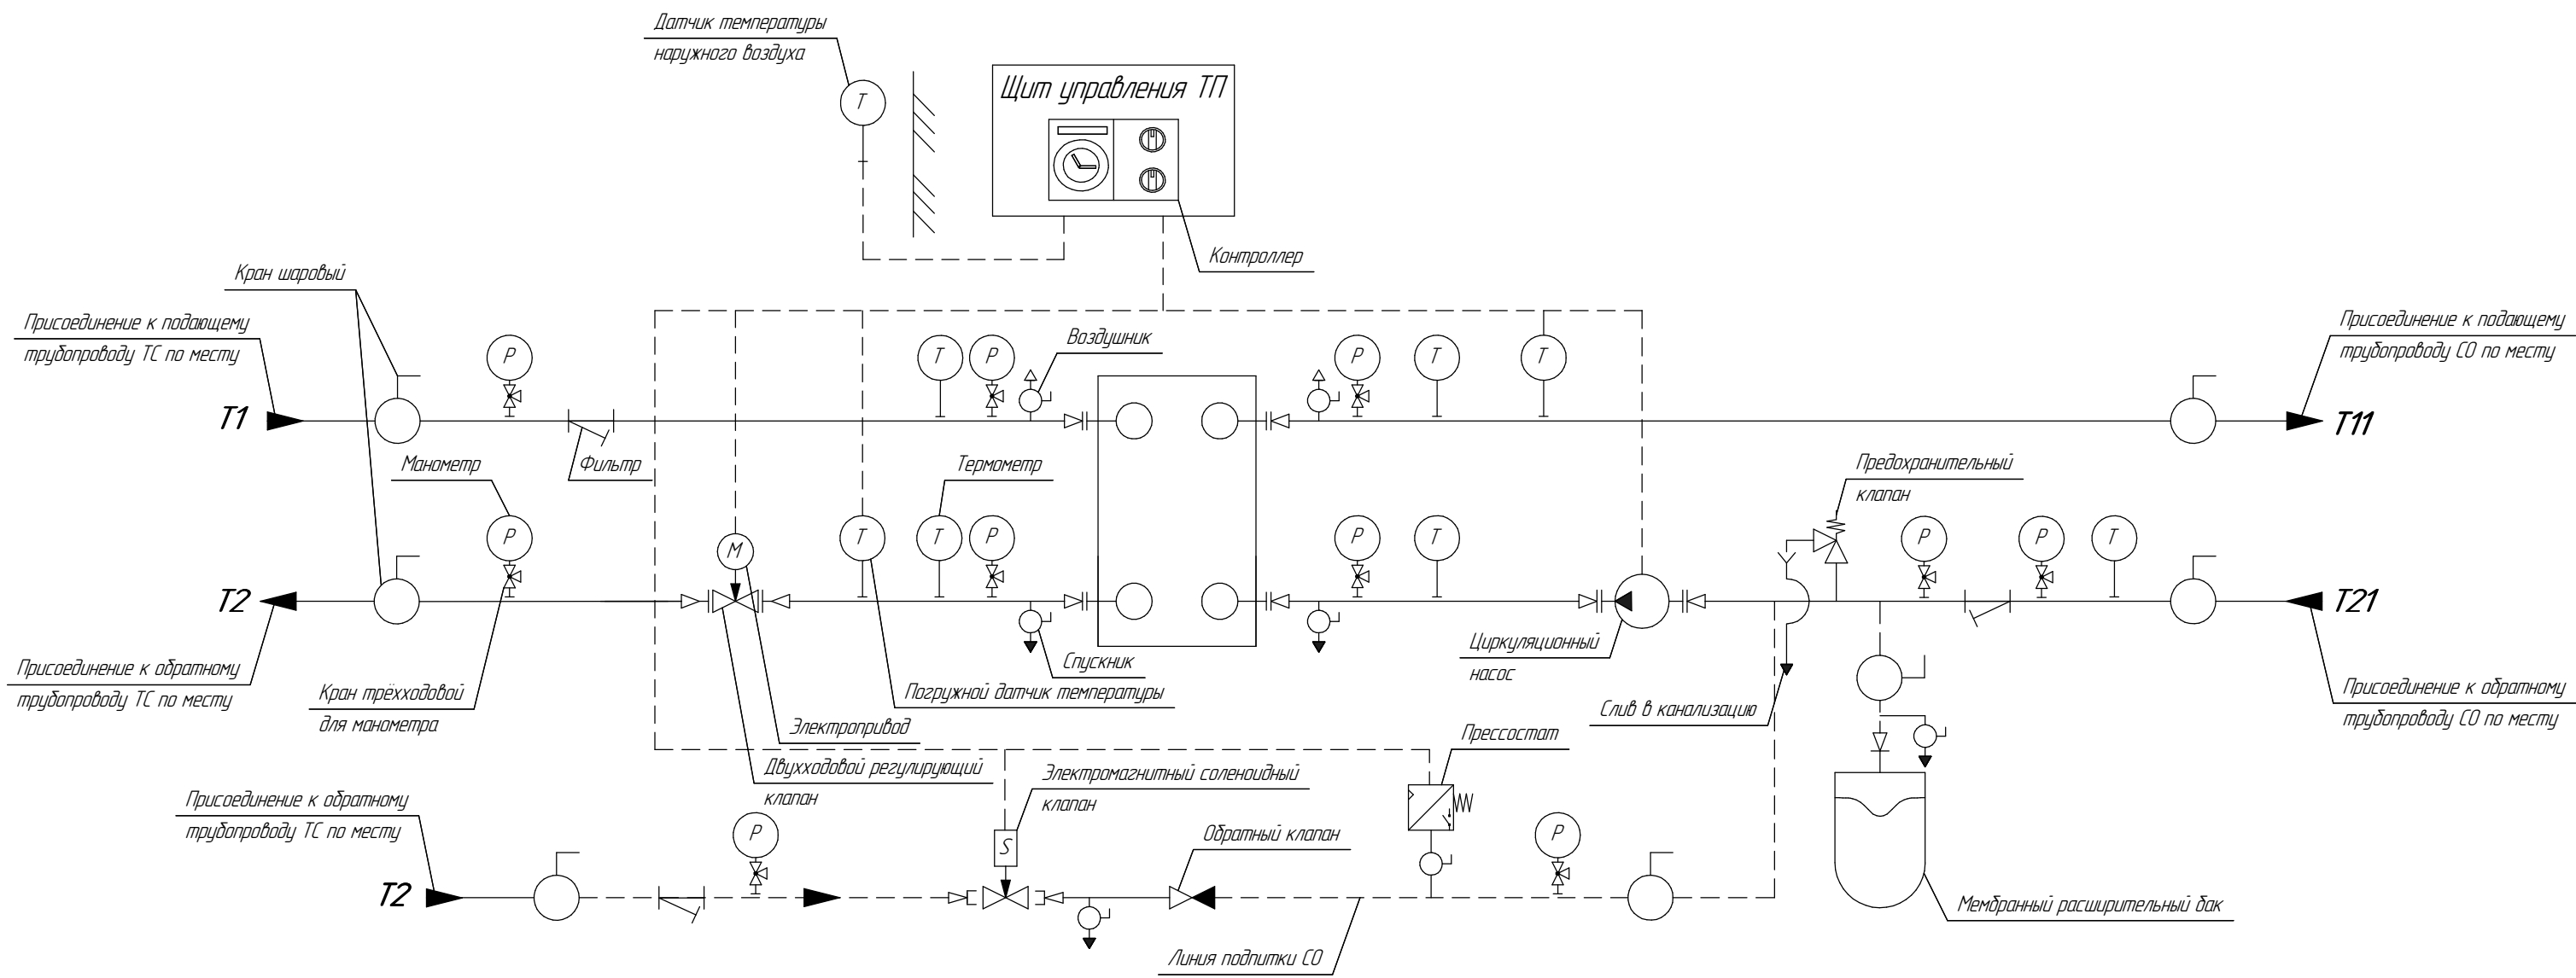 Датчик температуры
наружного воздуха
Щит управления ТП
T
Контроллер
Кран шаровый
Присоединение к подающему
трубопроводу ТС по месту
P
T
P
Воздушник
P
T
T
Присоединение к подающему
трубопроводу СО по месту
T1
T11
Манометр
Фильтр
Термометр
Предохранительный
клапан
P
M
T
T
P
P
T
P
P
T
T2
T21
Присоединение к обратному
трубопроводу ТС по месту
Кран трёхходовой
для манометра
Спускник
Погружной датчик температуры
Циркуляционный
насос
Слив в канализацию
Присоединение к обратному
трубопроводу СО по месту
Электропривод
Двухходовой регулирующий
клапан
Электромагнитный соленоидный
клапан
Прессостат
Присоединение к обратному
трубопроводу ТС по месту
P
S
Обратный клапан
P
T2
Мембранный расширительный бак
Линия подпитки СО